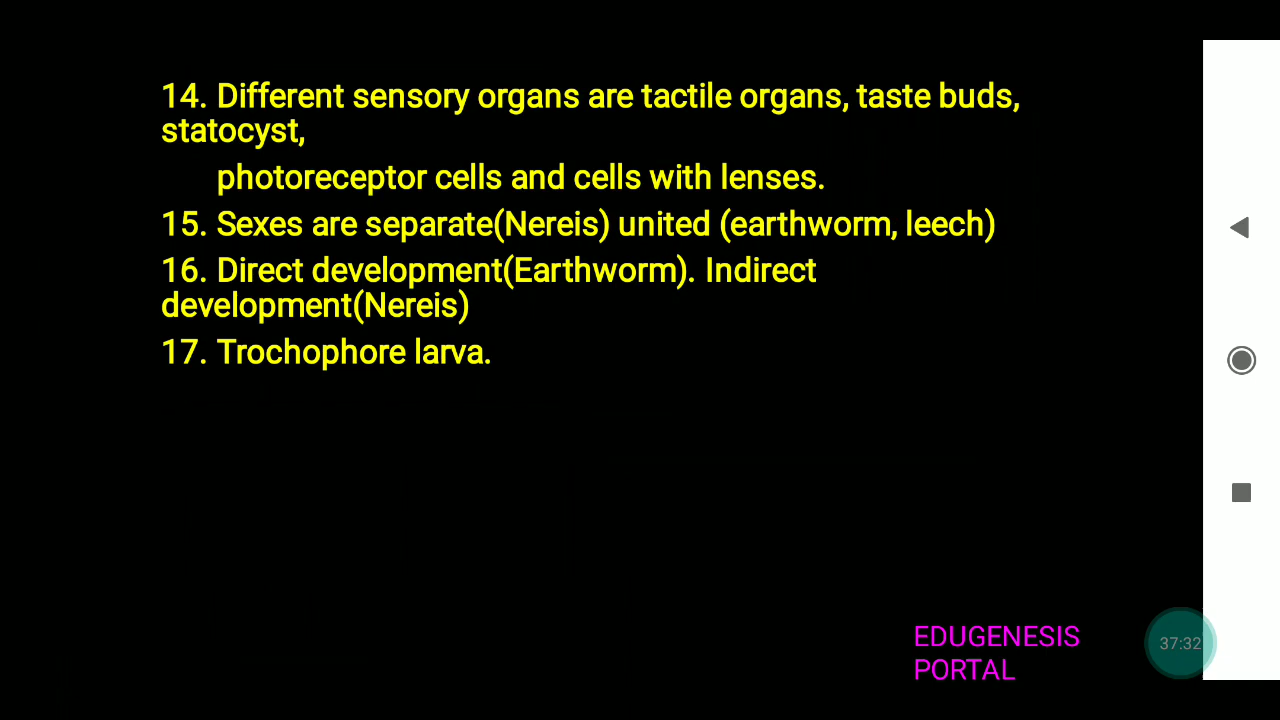 14. Different sensory organs are tactile organs, taste buds,
statocyst,
photoreceptor cells and cells with lenses.
15. Sexes are separate(Nereis) united (earthworm, leech)
16. Direct development(Earthworm). Indirect
development(Nereis)
17. Trochophore larva.
EDUGENESIS
PORTAL
37:32